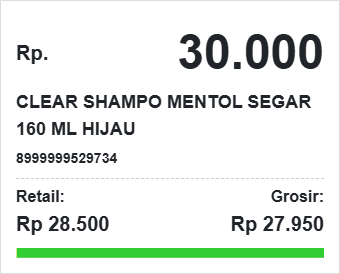 Rp. 30.000
CLEAR SHAMPO MENTOL SEGAR
160 ML HIJAU
8999999529734
Retail: Grosir:
Rp 28.500 Rp 27.950